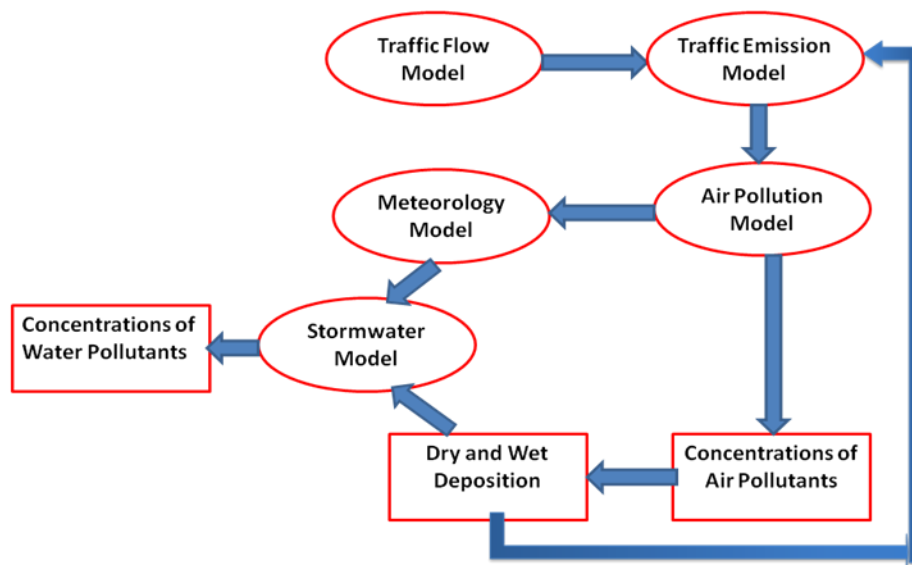 Traffic Flow
Model
Traffic Emission
Model
Meteorology
Model
Air Pollution
Model
Concentrations of
Water Pollutants
Stormwater
Model
Dry and Wet
Deposition
Concentrations of
Air Pollutants